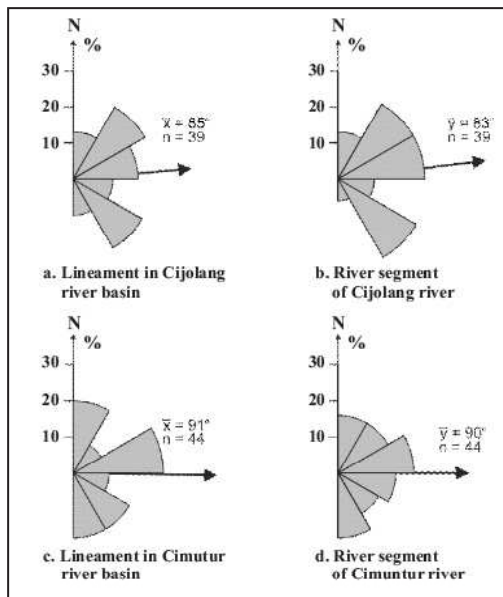 N
%
30
20
10
x̄ = 85°
n = 39
a. Lineament in Cijolang
river basin
N
%
30
20
10
ȳ = 83°
n = 39
b. River segment
of Cijolang river
N
%
30
20
10
x̄ = 91°
n = 44
c. Lineament in Cimutur
river basin
N
%
30
20
10
ȳ = 90°
n = 44
d. River segment
of Cimuntur river